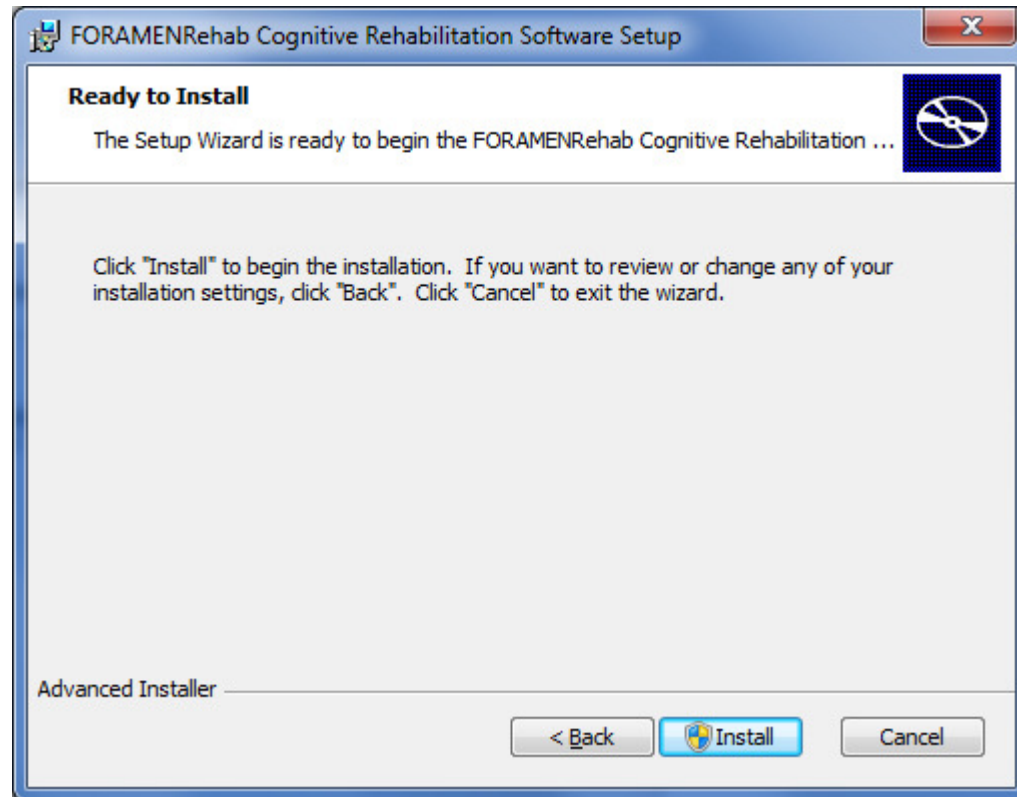 FORAMENRehab Cognitive Rehabilitation Software Setup
Ready to Install
The Setup Wizard is ready to begin the FORAMENRehab Cognitive Rehabilitation ...
Click "Install" to begin the installation.  If you want to review or change any of your
installation settings, click "Back".  Click "Cancel" to exit the wizard.
Advanced Installer
< Back
Install
Cancel